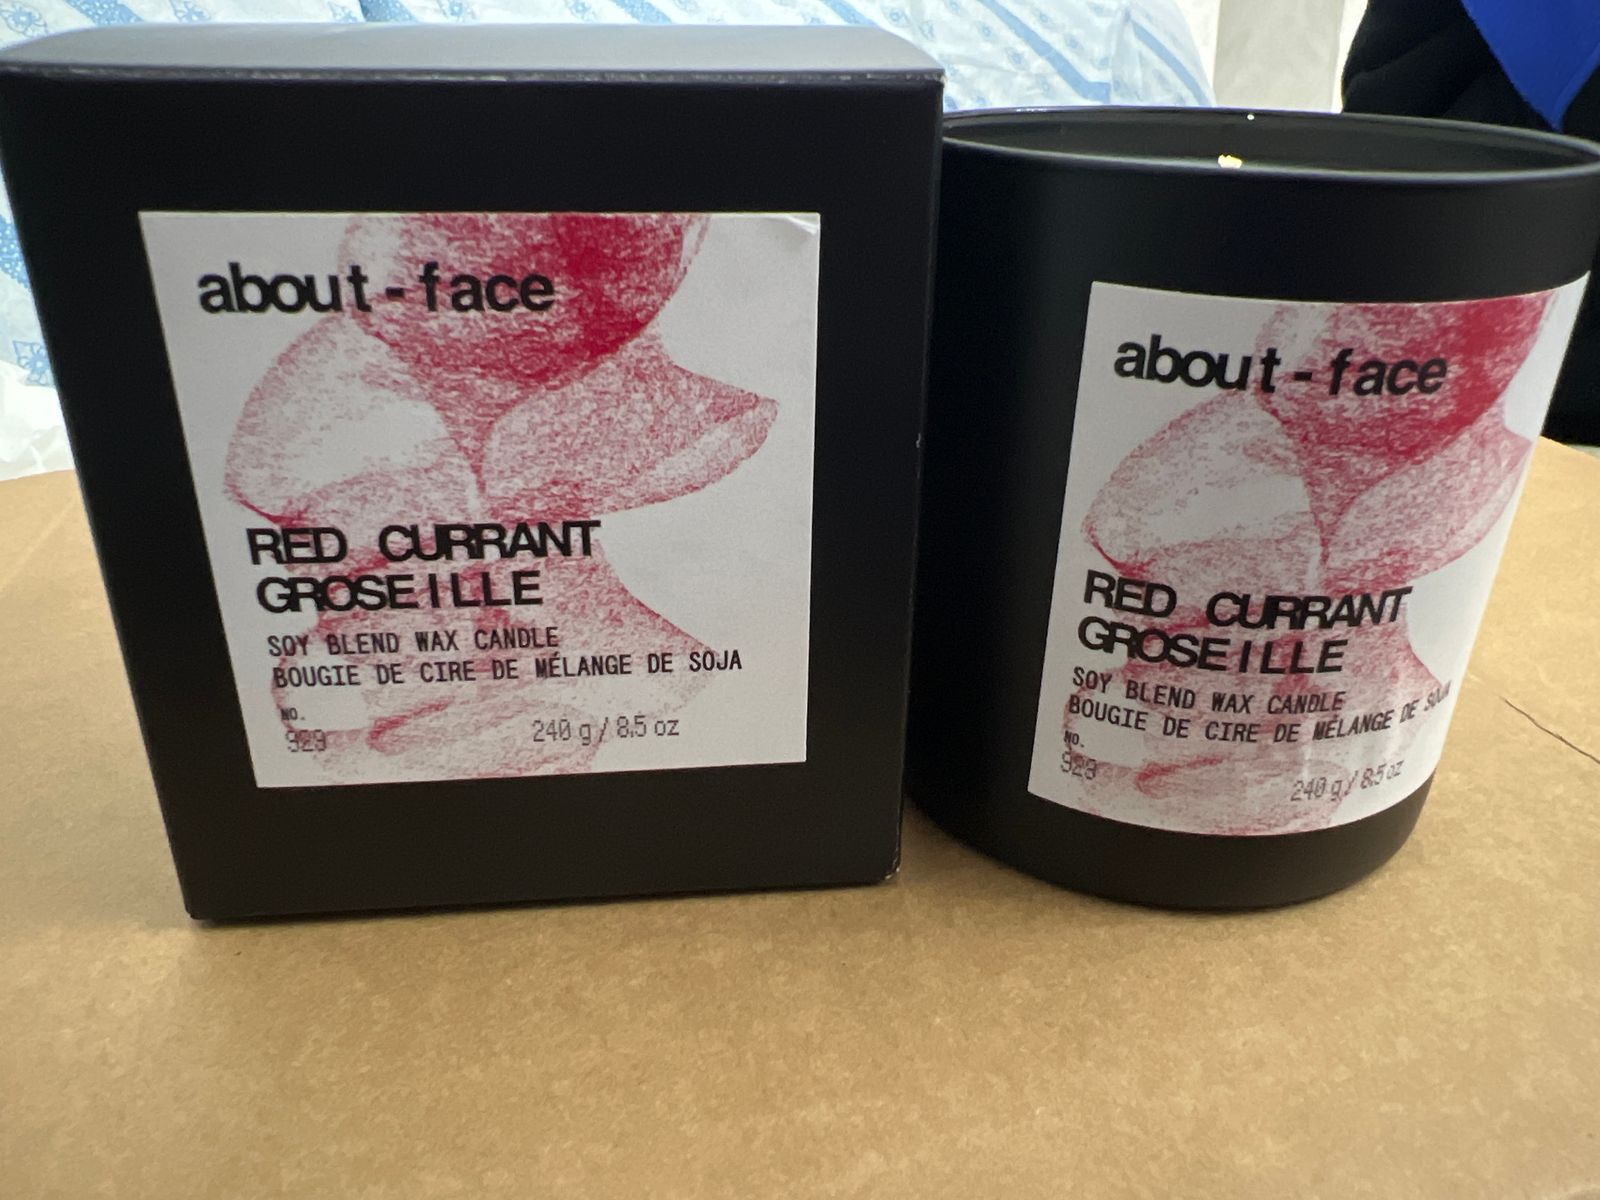 about-face
RED CURRANT
GROSEILLE
SOY BLEND WAX CANDLE
BOUGIE DE CIRE DE MÉLANGE DE SOJA
NO.
929
240 g / 8.5 oz
about-face
RED CURRANT
GROSEILLE
SOY BLEND WAX CANDLE
BOUGIE DE CIRE DE MÉLANGE DE SOJA
NO.
929
240 g / 8.5 oz